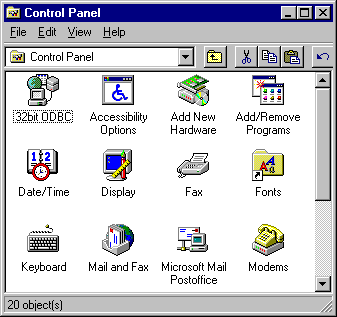 Control Panel
File Edit View Help
Control Panel
32bit ODBC
Accessibility
Options
Add New
Hardware
Add/Remove
Programs
Date/Time
Display
Fax
Fonts
Keyboard
Mail and Fax
Microsoft Mail
Postoffice
Modems
20 object(s)